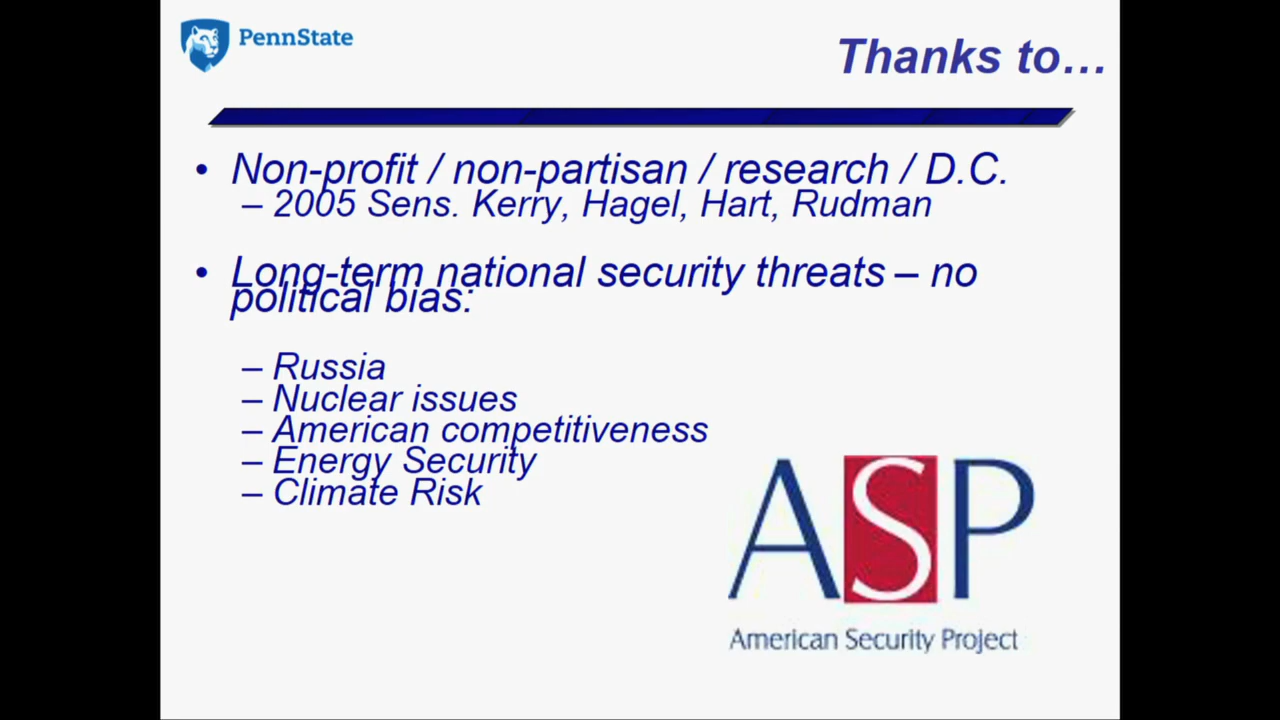 PennState
Thanks to…
• Non-profit / non-partisan / research / D.C.
– 2005 Sens. Kerry, Hagel, Hart, Rudman
• Long-term national security threats – no
political bias:
– Russia
– Nuclear issues
– American competitiveness
– Energy Security
– Climate Risk
ASP
American Security Project